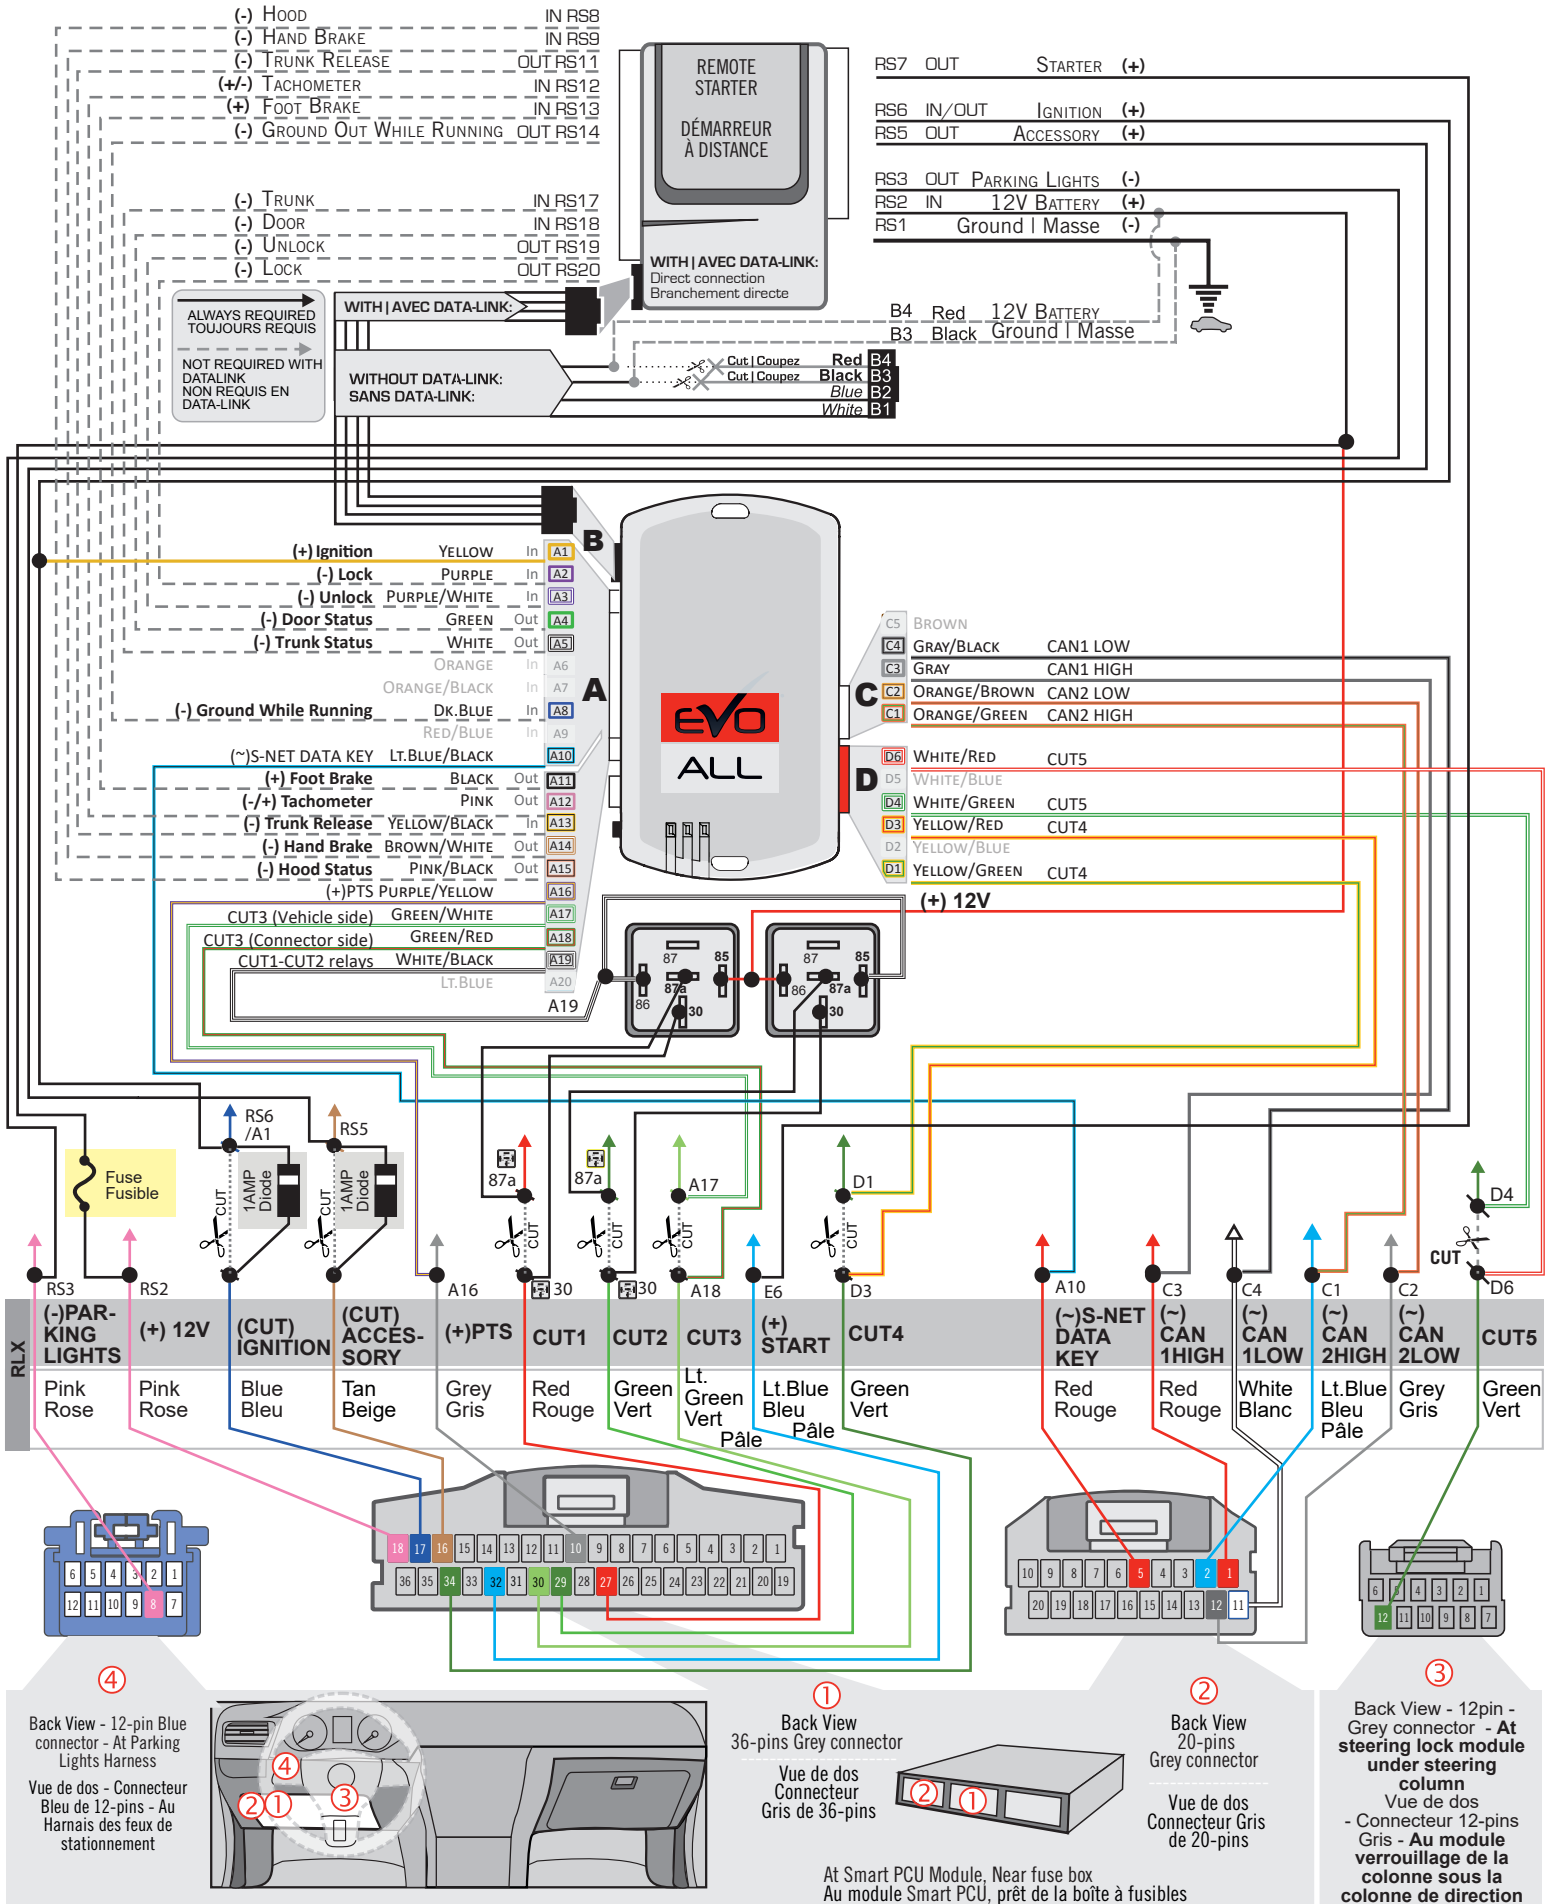 (-) HOOD IN RS8
(-) HAND BRAKE IN RS9
(-) TRUNK RELEASE OUT RS11
(+/-) TACHOMETER IN RS12
(+) FOOT BRAKE IN RS13
(-) GROUND OUT WHILE RUNNING OUT RS14
(-) TRUNK IN RS17
(-) DOOR IN RS18
(-) UNLOCK OUT RS19
(-) LOCK OUT RS20
REMOTE
STARTER
DÉMARREUR
À DISTANCE
WITH | AVEC DATA-LINK:
Direct connection
Branchement directe
RS7 OUT STARTER (+)
RS6 IN/OUT IGNITION (+)
RS5 OUT ACCESSORY (+)
RS3 OUT PARKING LIGHTS (-)
RS2 IN 12V BATTERY (+)
RS1 Ground | Masse (-)
ALWAYS REQUIRED
TOUJOURS REQUIS
NOT REQUIRED WITH
DATALINK
NON REQUIS EN
DATA-LINK
WITH | AVEC DATA-LINK:
WITHOUT DATA-LINK:
SANS DATA-LINK:
B4 Red 12V BATTERY
B3 Black Ground | Masse
Cut | Coupez Red B4
Cut | Coupez Black B3
Blue B2
White B1
B
(+) Ignition YELLOW In A1
(-) Lock PURPLE In A2
(-) Unlock PURPLE/WHITE In A3
(-) Door Status GREEN Out A4
(-) Trunk Status WHITE Out A5
ORANGE In A6
ORANGE/BLACK In A7
(-) Ground While Running DK.BLUE In A8
RED/BLUE In A9
(~)S-NET DATA KEY LT.BLUE/BLACK A10
(+) Foot Brake BLACK Out A11
(-/+) Tachometer PINK Out A12
(-) Trunk Release YELLOW/BLACK In A13
(-) Hand Brake BROWN/WHITE Out A14
(-) Hood Status PINK/BLACK Out A15
(+)PTS PURPLE/YELLOW A16
CUT3 (Vehicle side) GREEN/WHITE A17
CUT3 (Connector side) GREEN/RED A18
CUT1-CUT2 relays WHITE/BLACK A19
LT.BLUE A20
A19
A
EVO
ALL
C
C5 BROWN
C4 GRAY/BLACK CAN1 LOW
C3 GRAY CAN1 HIGH
C2 ORANGE/BROWN CAN2 LOW
C1 ORANGE/GREEN CAN2 HIGH
D
D6 WHITE/RED CUT5
D5 WHITE/BLUE
D4 WHITE/GREEN CUT5
D3 YELLOW/RED CUT4
D2 YELLOW/BLUE
D1 YELLOW/GREEN CUT4
(+) 12V
87 85 86 87a 30
87 85 86 87a 30
Fuse
Fusible
RS6
/A1
CUT
1AMP
Diode
RS5
CUT
1AMP
Diode
87a
CUT
87a
A17
CUT
D1
CUT
D4
CUT
RS3 RS2 A16 30 30 A18 E6 D3 A10 C3 C4 C1 C2 D6
RLX
(-)PAR-
KING
LIGHTS
(+) 12V
(CUT)
IGNITION
(CUT)
ACCES-
SORY
(+)PTS
CUT1
CUT2
CUT3
(+)
START
CUT4
(~)S-NET
DATA
KEY
(~)
CAN
1HIGH
(~)
CAN
1LOW
(~)
CAN
2HIGH
(~)
CAN
2LOW
CUT5
Pink
Rose
Pink
Rose
Blue
Bleu
Tan
Beige
Grey
Gris
Red
Rouge
Green
Vert
Lt.
Green
Vert
Pâle
Lt.Blue
Bleu
Pâle
Green
Vert
Red
Rouge
Red
Rouge
White
Blanc
Lt.Blue
Bleu
Pâle
Grey
Gris
Green
Vert
6 5 4 3 2 1
12 11 10 9 8 7
18 17 16 15 14 13 12 11 10 9 8 7 6 5 4 3 2 1
36 35 34 33 32 31 30 29 28 27 26 25 24 23 22 21 20 19
10 9 8 7 6 5 4 3 2 1
20 19 18 17 16 15 14 13 12 11
6 5 4 3 2 1
12 11 10 9 8 7
4
Back View - 12-pin Blue
connector - At Parking
Lights Harness
Vue de dos - Connecteur
Bleu de 12-pins - Au
Harnais des feux de
stationnement
4
2 1 3
1
Back View
36-pins Grey connector
Vue de dos
Connecteur
Gris de 36-pins
2 1
At Smart PCU Module, Near fuse box
Au module Smart PCU, prêt de la boîte à fusibles
2
Back View
20-pins
Grey connector
Vue de dos
Connecteur Gris
de 20-pins
3
Back View - 12pin -
Grey connector - At
steering lock module
under steering
column
Vue de dos
- Connecteur 12-pins
Gris - Au module
verrouillage de la
colonne sous la
colonne de direction